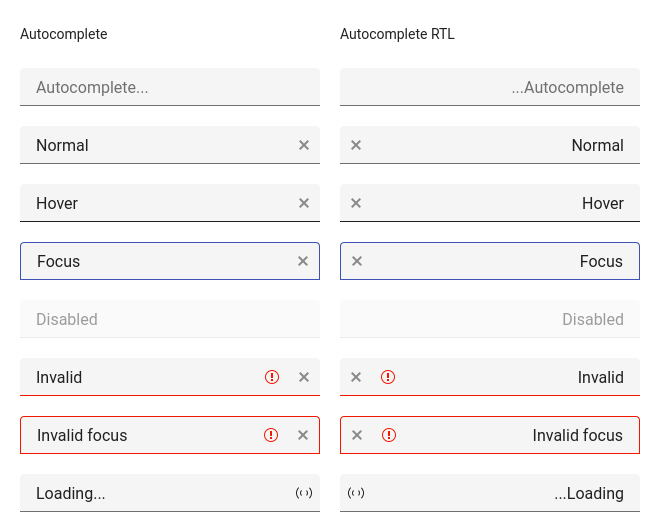 Autocomplete
Autocomplete RTL
Autocomplete...
...Autocomplete
Normal
Normal
Hover
Hover
Focus
Focus
Disabled
Disabled
Invalid
Invalid
Invalid focus
Invalid focus
Loading...
...Loading